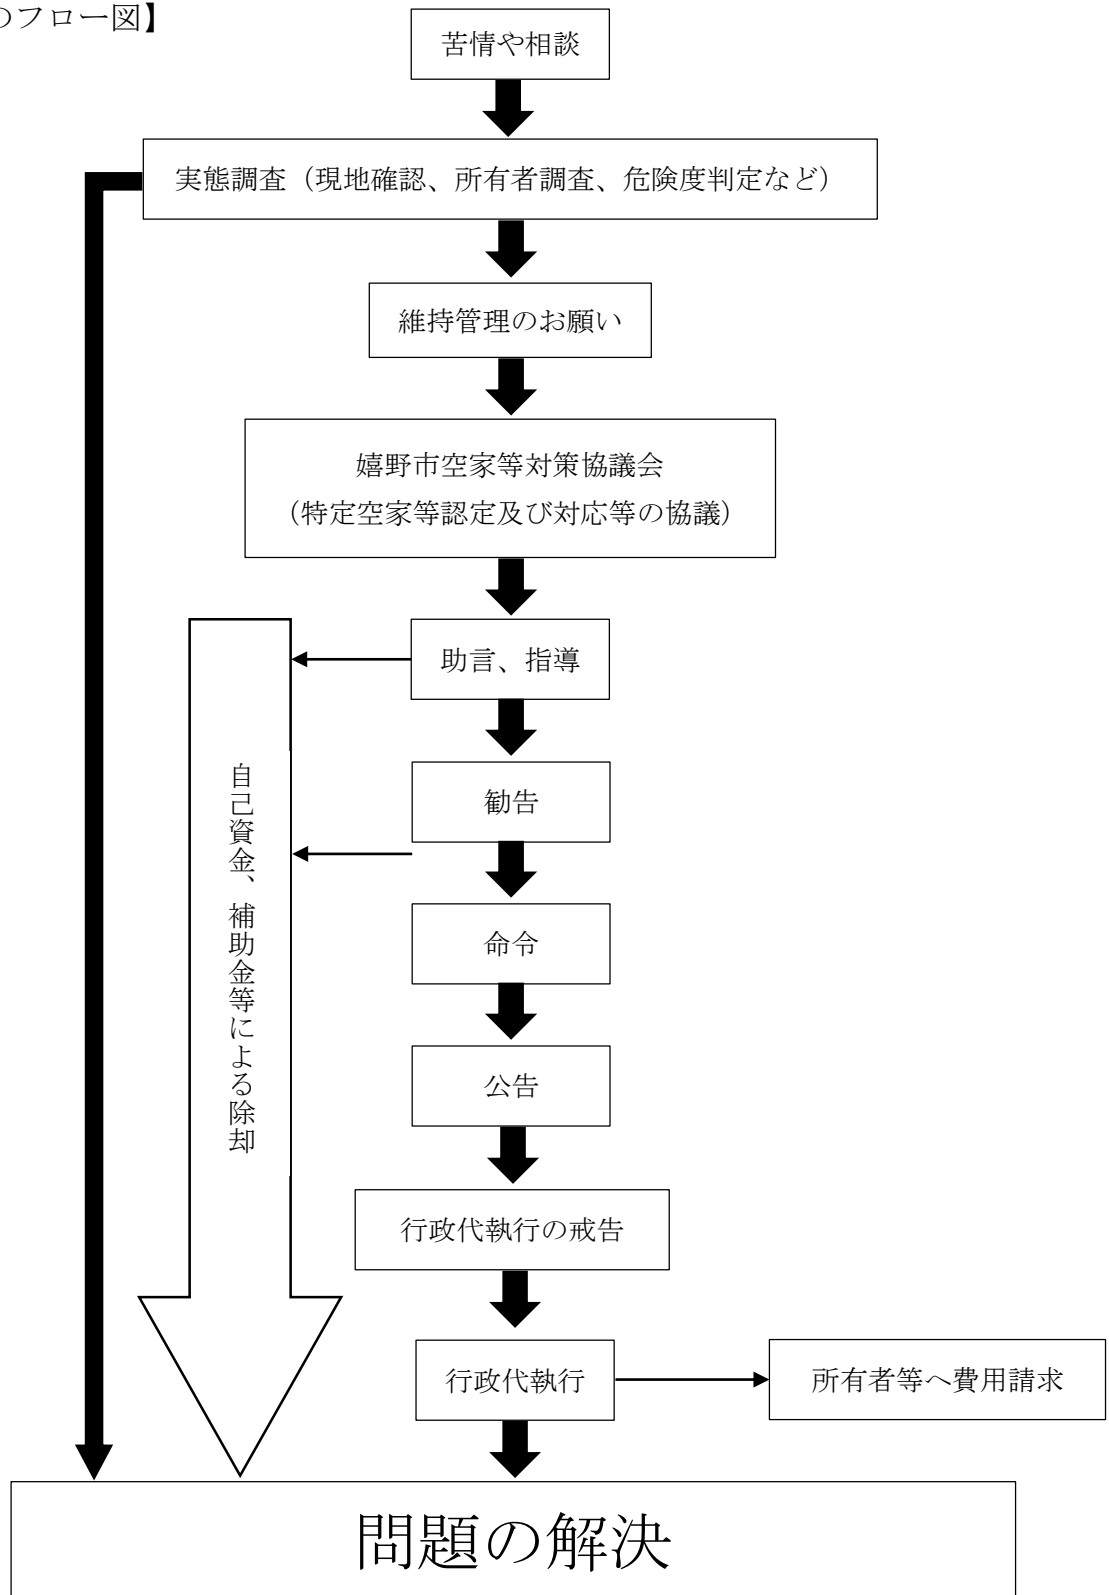 のフロー図】
苦情や相談
実態調査（現地確認、所有者調査、危険度判定など）
維持管理のお願い
嬉野市空家等対策協議会
（特定空家等認定及び対応等の協議）
助言、指導
勧告
自己資金、補助金等による除却
命令
公告
行政代執行の戒告
行政代執行
所有者等へ費用請求
問題の解決